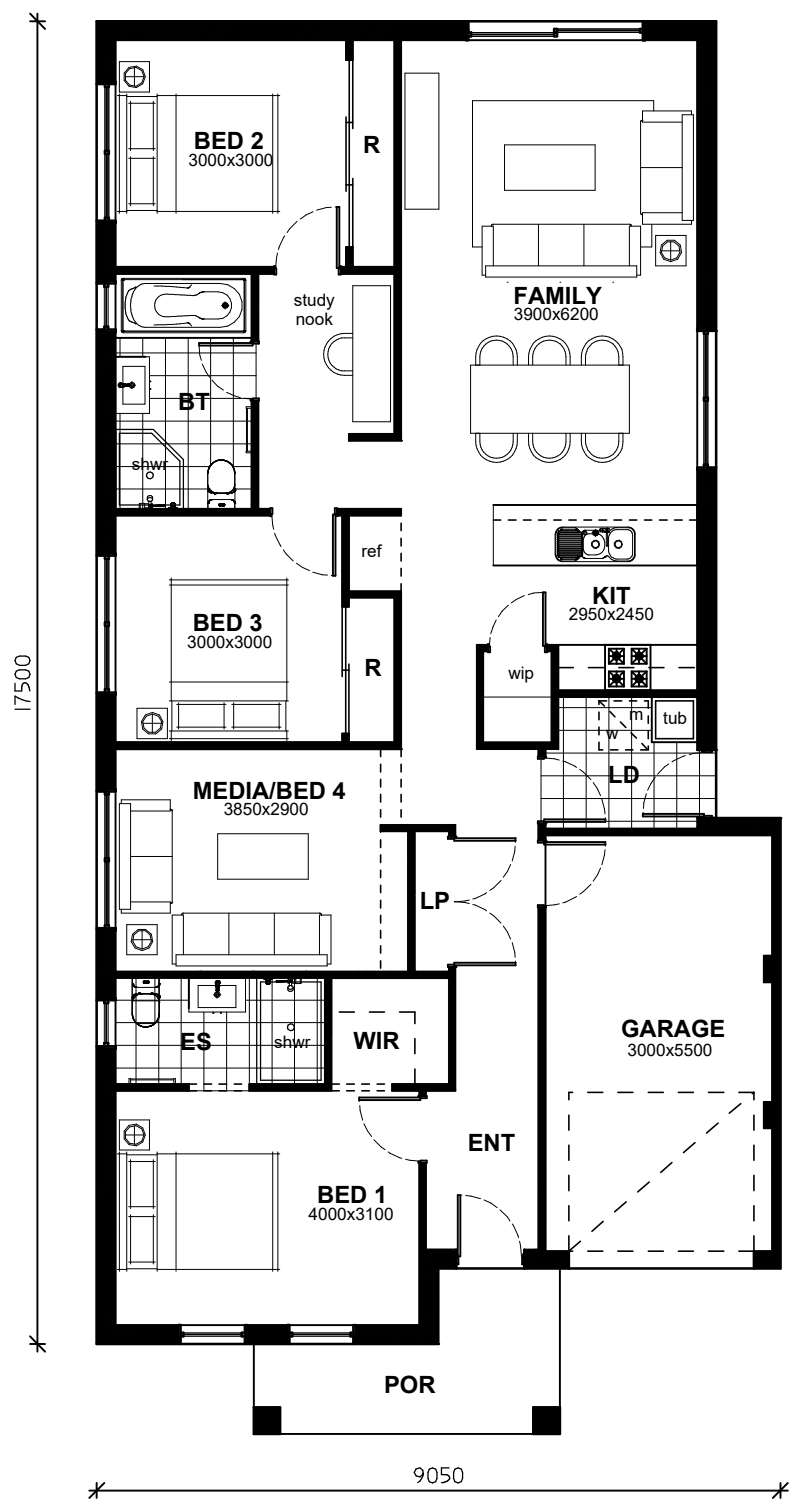 BED 2
3000x3000
R
study
nook
FAMILY
3900x6200
BT
shwr
ref
KIT
2950x2450
BED 3
3000x3000
R
wip
m
w
tub
LD
MEDIA/BED 4
3850x2900
LP
ES
shwr
WIR
GARAGE
3000x5500
ENT
BED 1
4000x3100
POR
17500
9050